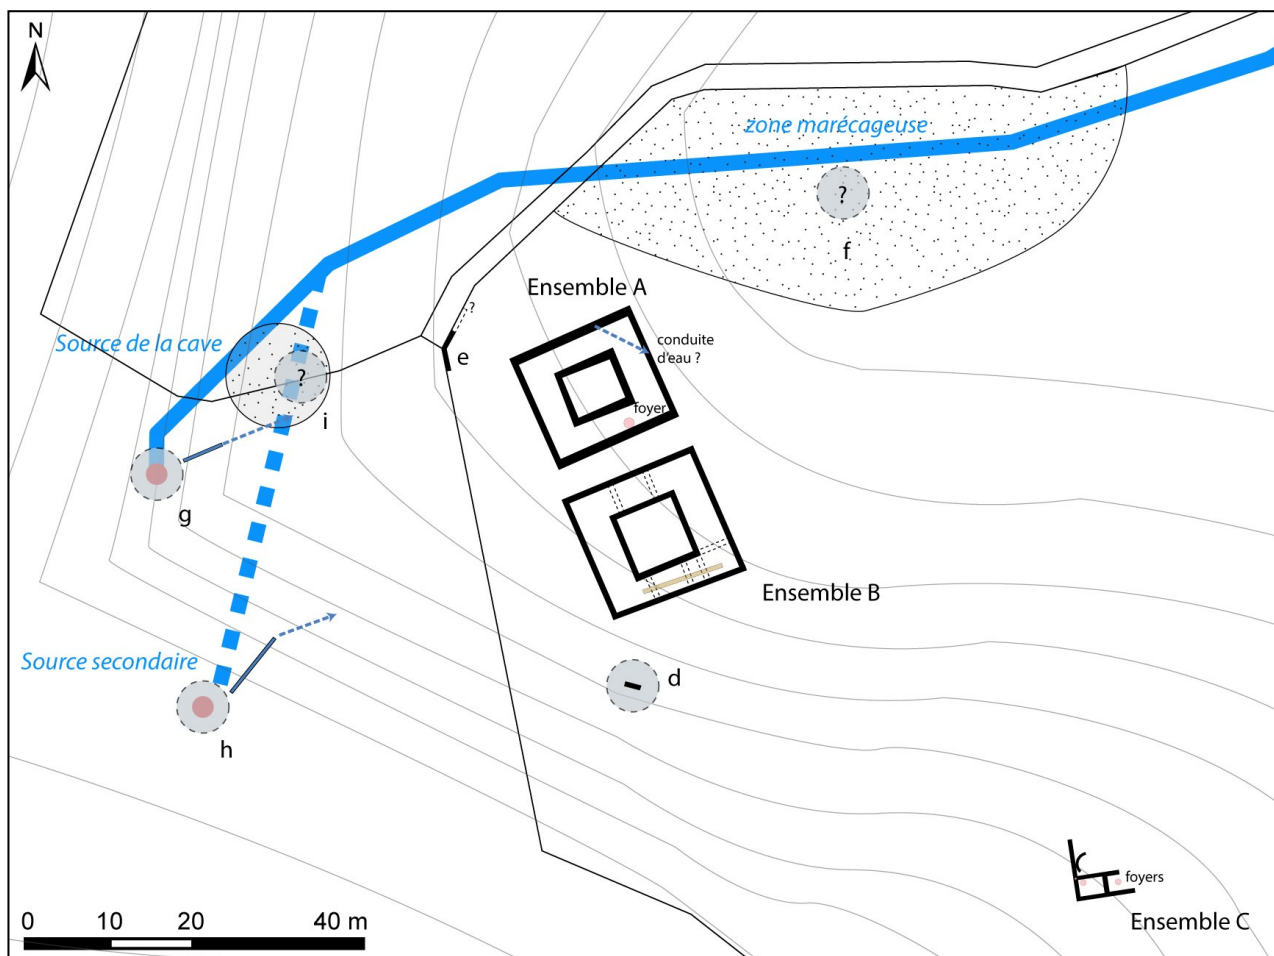 N
zone marécageuse
?
f
Ensemble A
?
Source de la cave
conduite
d'eau ?
e
?
foyer
i
g
Ensemble B
Source secondaire
d
h
foyers
0 10 20 40 m
Ensemble C